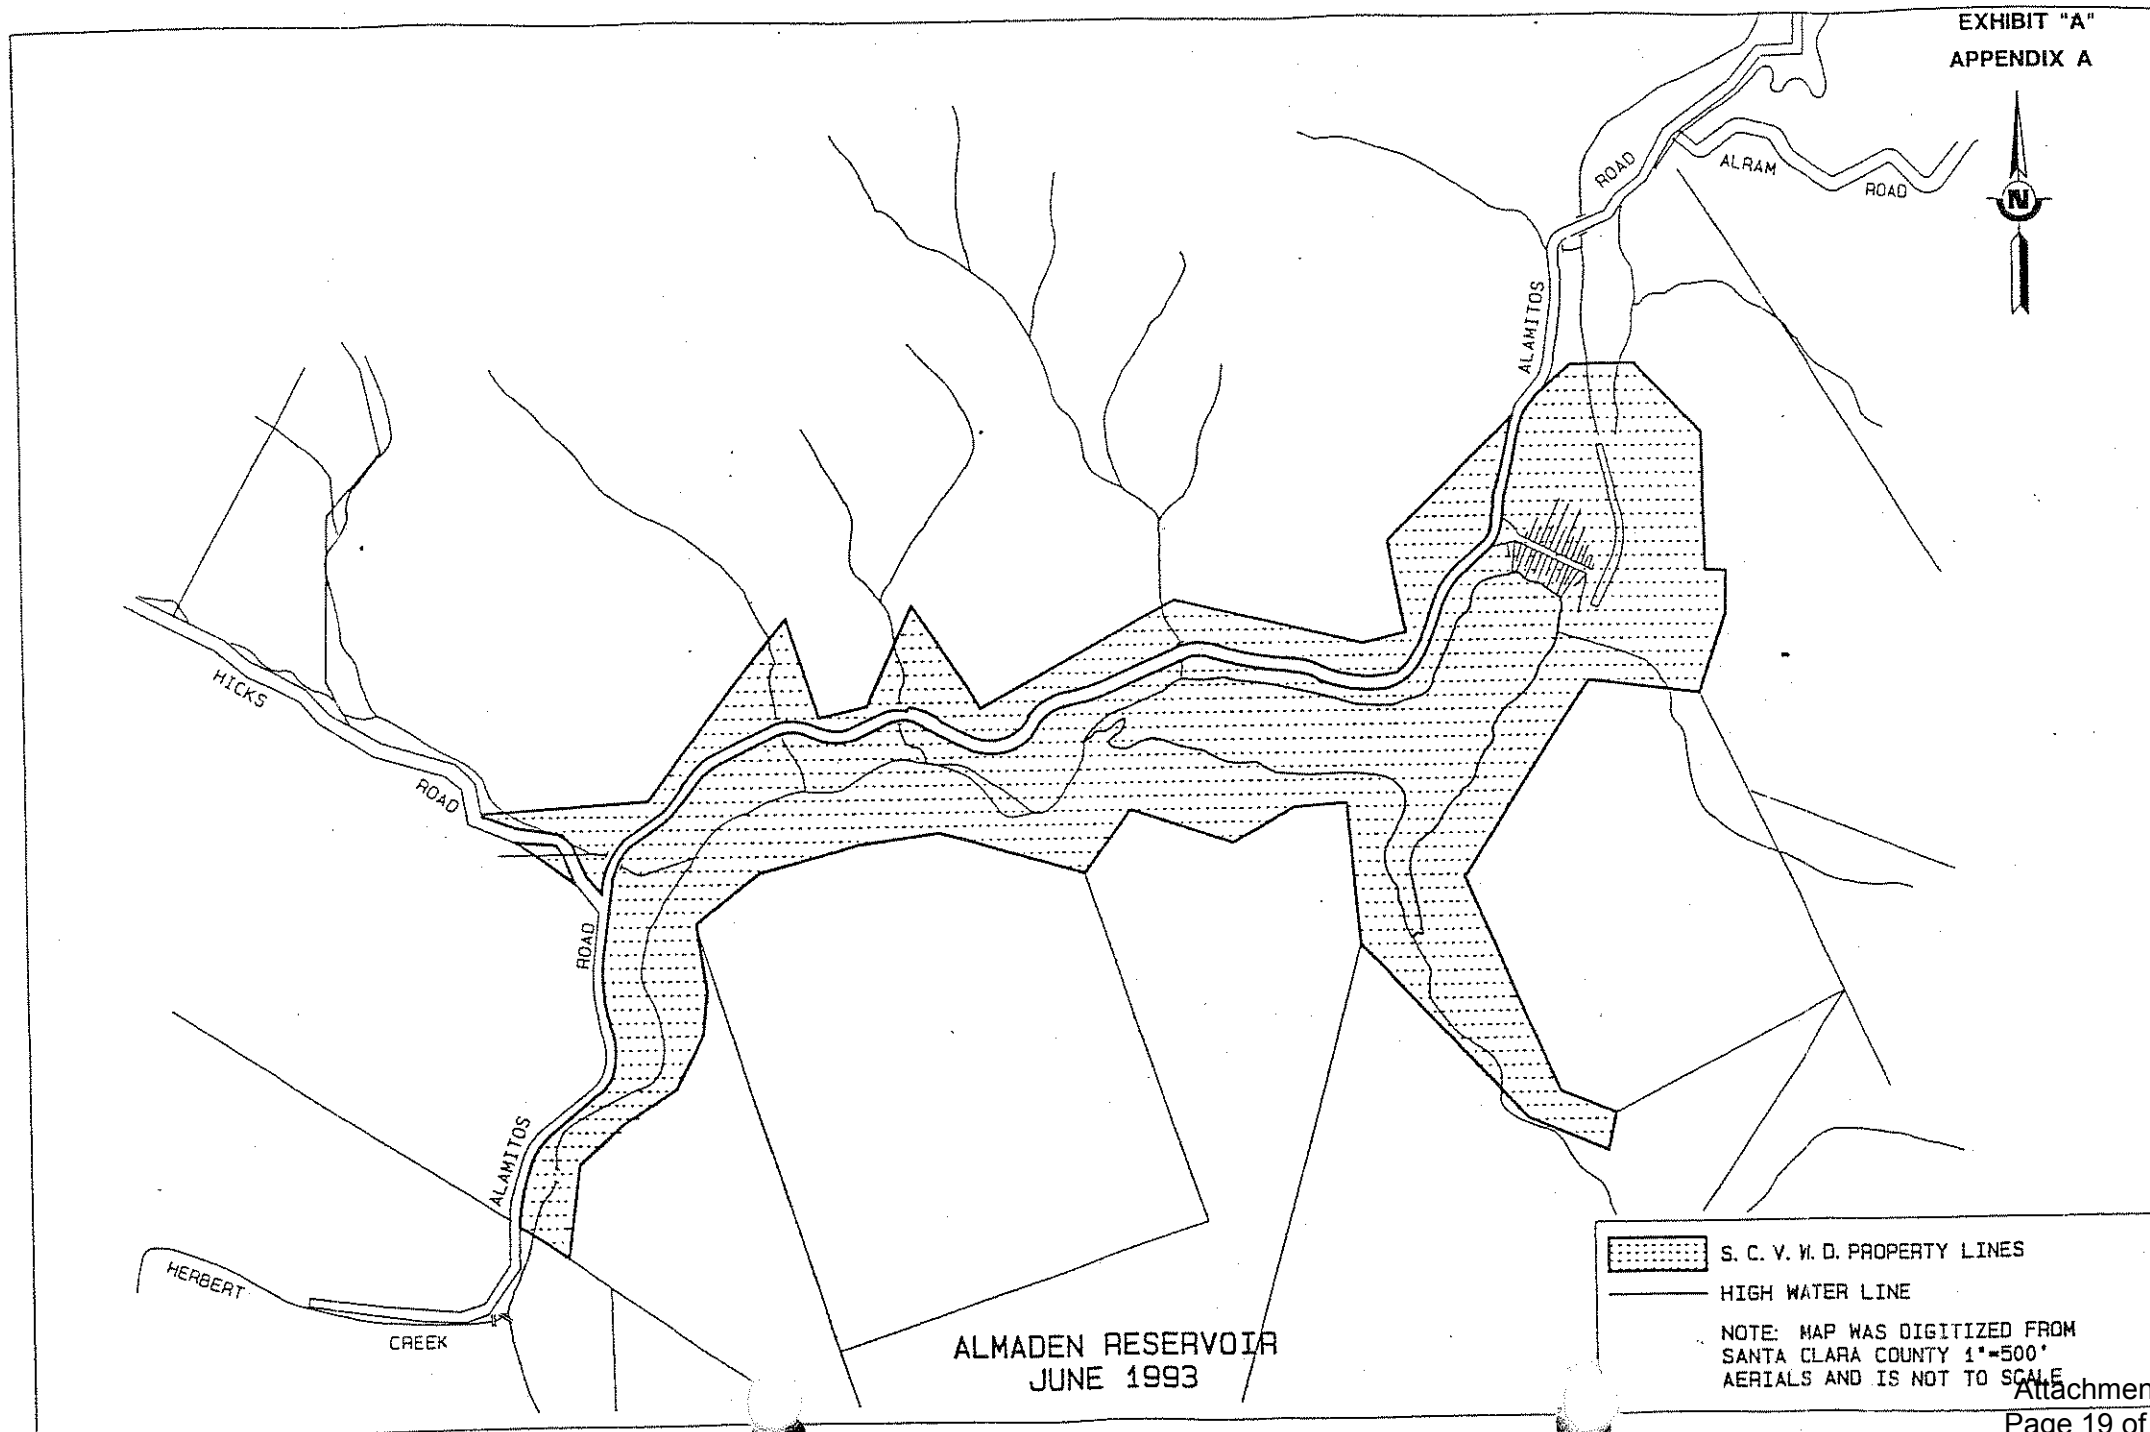 EXHIBIT "A"
APPENDIX A
N
ROAD
ALRAM
ROAD
ALAMITOS
HICKS
ROAD
ROAD
ALAMITOS
HERBERT
CREEK
ALMADEN RESERVOIR
JUNE 1993
S. C. V. W. D. PROPERTY LINES
HIGH WATER LINE
NOTE: MAP WAS DIGITIZED FROM
SANTA CLARA COUNTY 1"=500'
AERIALS AND IS NOT TO SCALE
Attachmen
Page 19 of